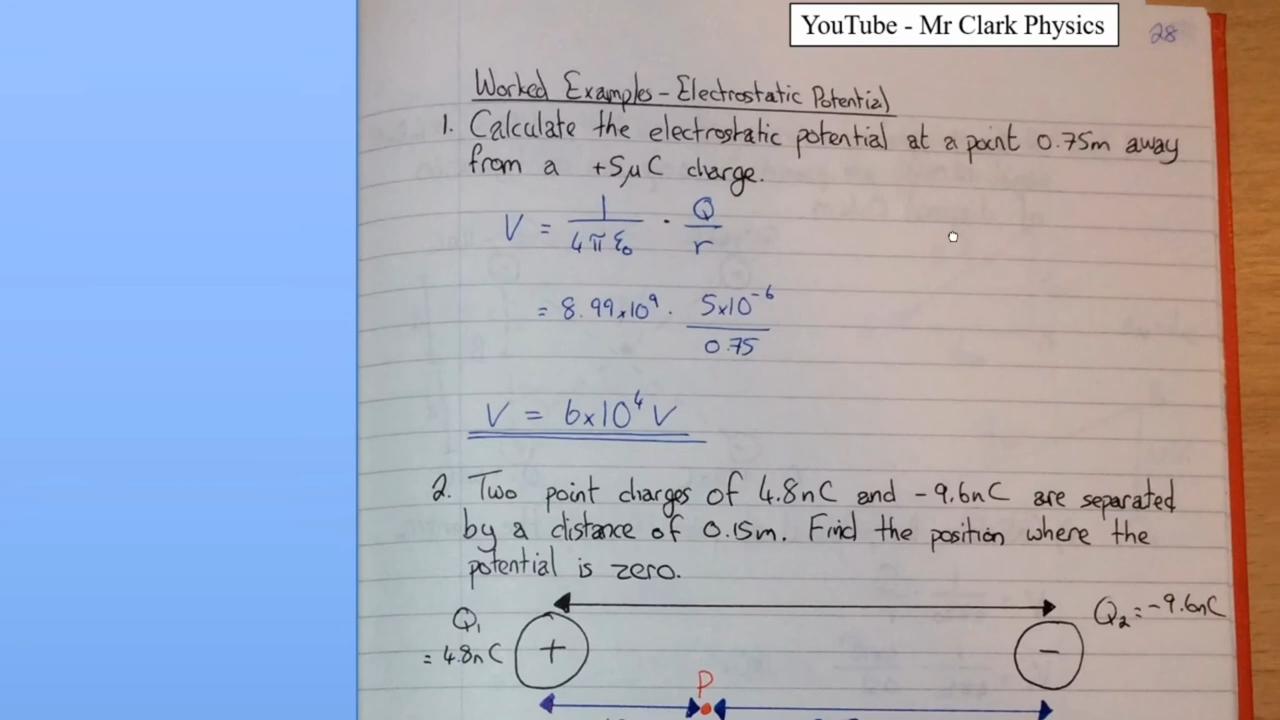 YouTube - Mr Clark Physics
28
Worked Examples - Electrostatic Potential
1. Calculate the electrostatic potential at a point 0.75m away
from a +5μC charge.
V = 1/4πε₀ · Q/r
= 8.99x10⁹ · 5x10⁻⁶/0.75
V = 6x10⁴ V
2. Two point charges of 4.8nC and -9.6nC are separated
by a distance of 0.15m. Find the position where the
potential is zero.
Q₁ = 4.8nC
+
-
Q₂ = -9.6nC
P